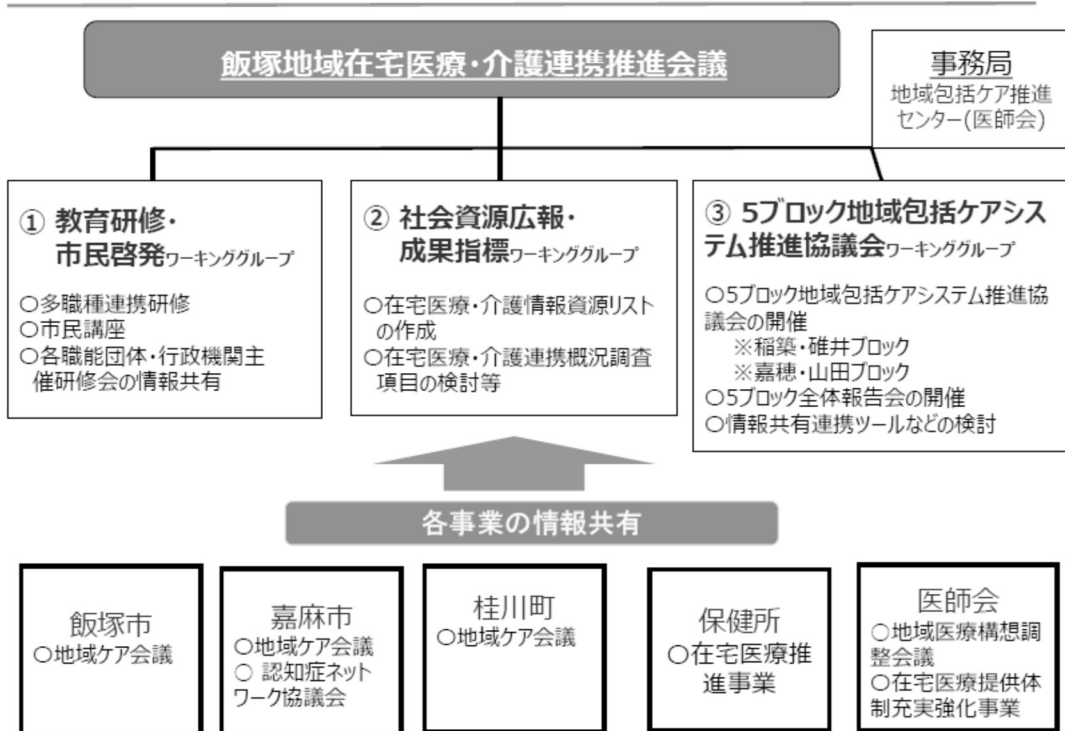 飯塚地域在宅医療・介護連携推進会議
事務局
地域包括ケア推進
センター(医師会)
① 教育研修・
市民啓発ワーキンググループ
○多職種連携研修
○市民講座
○各職能団体・行政機関主
催研修会の情報共有
② 社会資源広報・
成果指標ワーキンググループ
○在宅医療・介護情報資源リスト
の作成
○在宅医療・介護連携概況調査
項目の検討等
③ 5ブロック地域包括ケアシス
テム推進協議会ワーキンググループ
○5ブロック地域包括ケアシステム推進協
議会の開催
※稲築・碓井ブロック
※嘉穂・山田ブロック
○5ブロック全体報告会の開催
○情報共有連携ツールなどの検討
各事業の情報共有
飯塚市
○地域ケア会議
嘉麻市
○地域ケア会議
○ 認知症ネット
ワーク協議会
桂川町
○地域ケア会議
保健所
○在宅医療推
進事業
医師会
○地域医療構想調
整会議
○在宅医療提供体
制充実強化事業